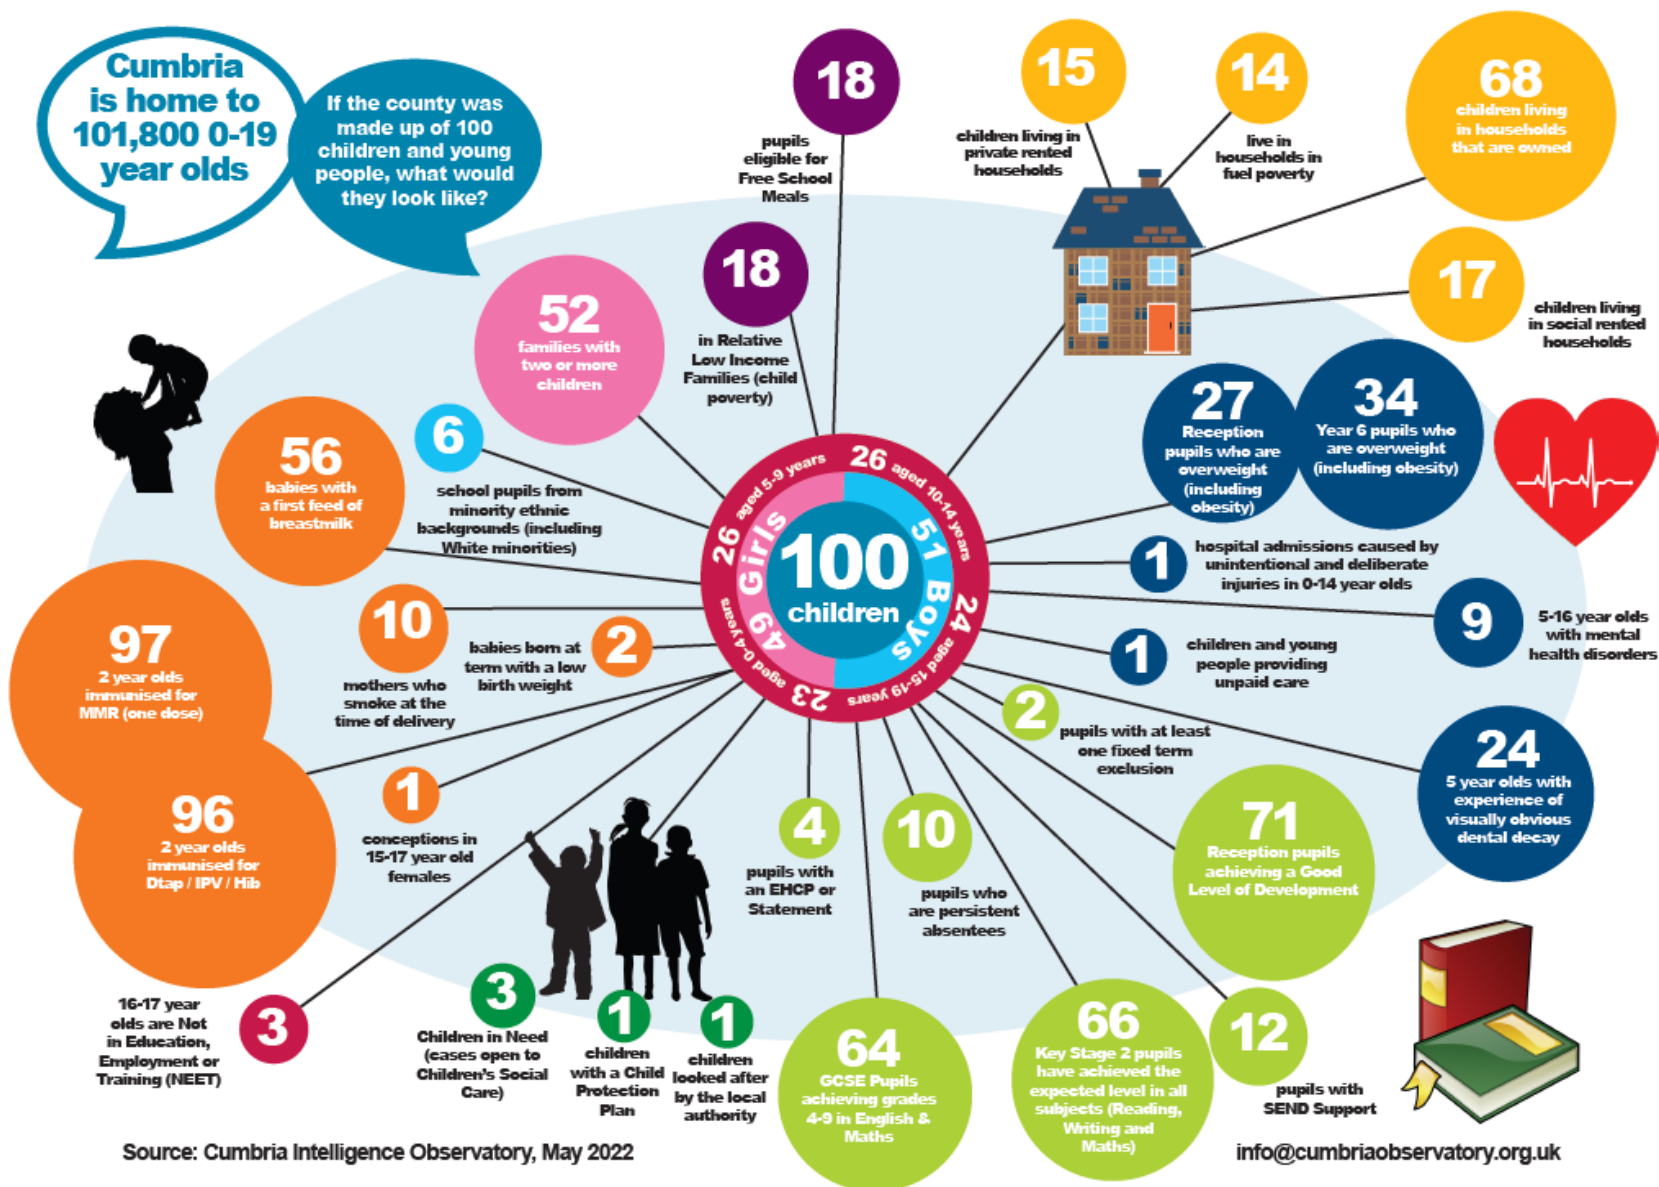 Cumbria
is home to
101,800 0-19
year olds
If the county was
made up of 100
children and young
people, what would
they look like?
18
pupils
eligible for
Free School
Meals
18
in Relative
Low Income
Families (child
poverty)
15
children living in
private rented
households
14
live in
households in
fuel poverty
68
children living
in households
that are owned
17
children living
in social rented
households
52
families with
two or more
children
6
school pupils from
minority ethnic
backgrounds (including
White minorities)
56
babies with
a first feed of
breastmilk
27
Reception
pupils who are
overweight
(including
obesity)
34
Year 6 pupils who
are overweight
(including obesity)
1
hospital admissions caused by
unintentional and deliberate
injuries in 0-14 year olds
9
5-16 year olds
with mental
health disorders
1
children and young
people providing
unpaid care
24
5 year olds with
experience of
visually obvious
dental decay
100
children
49 Girls
51 Boys
26 aged 5-9 years
26 aged 10-14 years
24 aged 15-19 years
23 aged 0-4 years
97
2 year olds
immunised for
MMR (one dose)
96
2 year olds
immunised for
Dtap / IPV / Hib
10
mothers who
smoke at the
time of delivery
2
babies born at
term with a low
birth weight
1
conceptions in
15-17 year old
females
3
16-17 year
olds are Not
in Education,
Employment or
Training (NEET)
3
Children in Need
(cases open to
Children's Social
Care)
1
children
with a Child
Protection
Plan
1
children
looked after
by the local
authority
4
pupils with
an EHCP or
Statement
10
pupils who
are persistent
absentees
2
pupils with at least
one fixed term
exclusion
71
Reception pupils
achieving a Good
Level of Development
64
GCSE Pupils
achieving grades
4-9 in English &
Maths
66
Key Stage 2 pupils
have achieved the
expected level in all
subjects (Reading,
Writing and
Maths)
12
pupils with
SEND Support
Source: Cumbria Intelligence Observatory, May 2022
info@cumbriaobservatory.org.uk